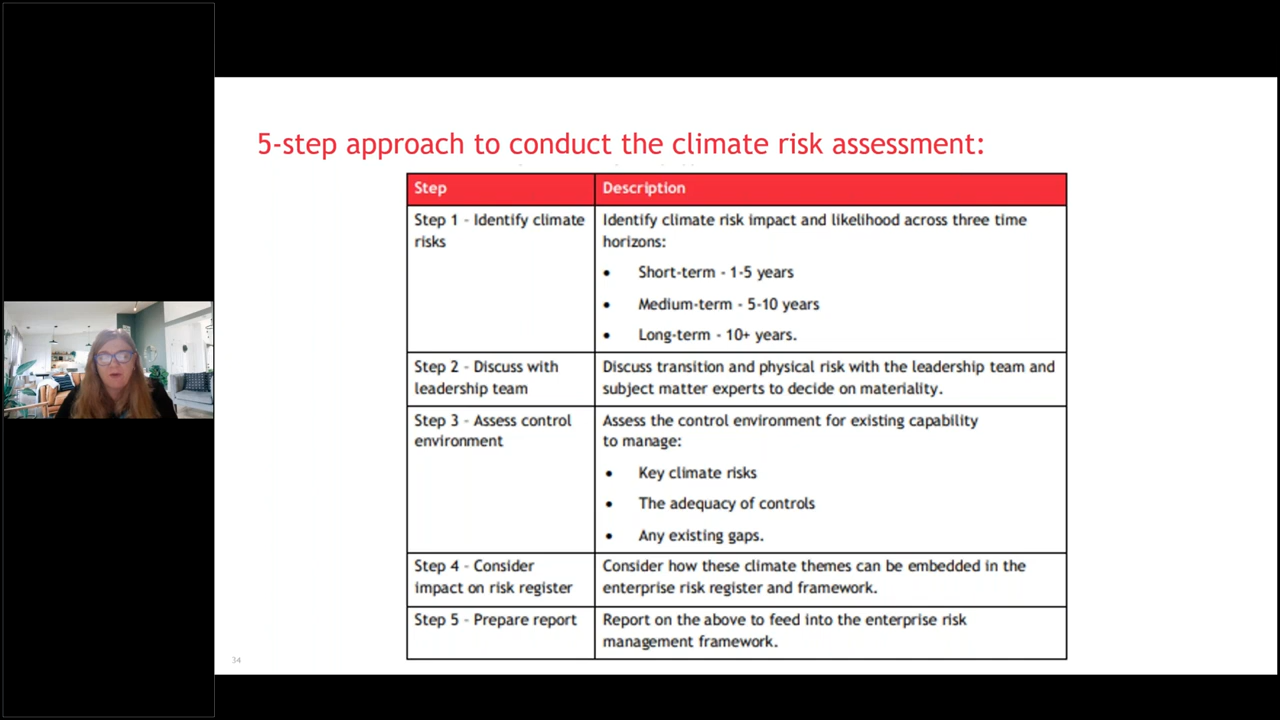 5-step approach to conduct the climate risk assessment:
Step
Description
Step 1 - Identify climate
risks
Identify climate risk impact and likelihood across three time
horizons:
• Short-term - 1-5 years
• Medium-term - 5-10 years
• Long-term - 10+ years.
Step 2 - Discuss with
leadership team
Discuss transition and physical risk with the leadership team and
subject matter experts to decide on materiality.
Step 3 - Assess control
environment
Assess the control environment for existing capability
to manage:
• Key climate risks
• The adequacy of controls
• Any existing gaps.
Step 4 - Consider
impact on risk register
Consider how these climate themes can be embedded in the
enterprise risk register and framework.
Step 5 - Prepare report
Report on the above to feed into the enterprise risk
management framework.
34